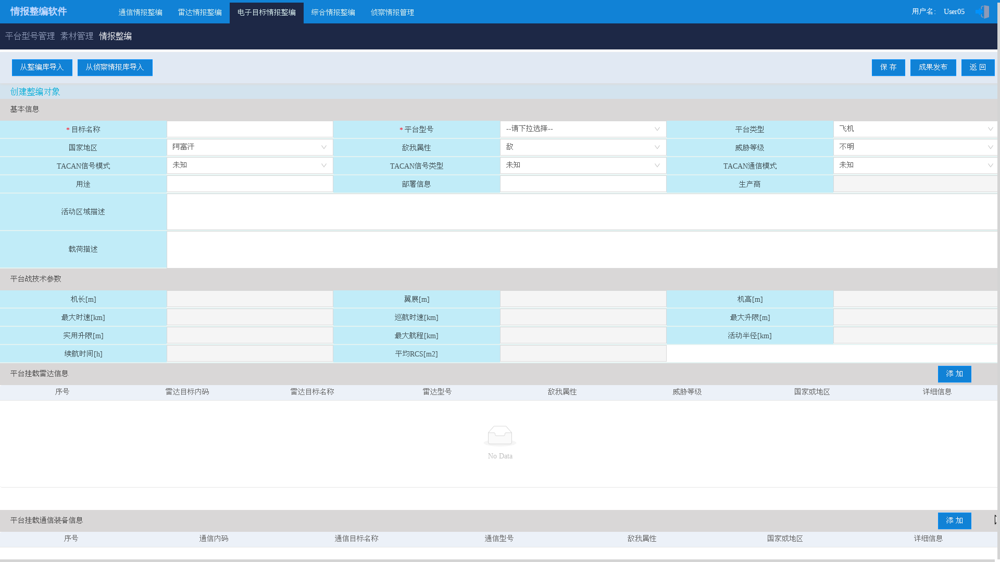 情报整编软件 通信情报整编 雷达情报整编 电子目标情报整编 综合情报整编 侦察情报管理 用户名： User05
平台型号管理 素材管理 情报整编
从整编库导入 从侦察情报库导入 保 存 成果发布 返 回
创建整编对象
基本信息
* 目标名称 * 平台型号 --请下拉选择-- 平台类型 飞机
国家地区 阿富汗 敌我属性 敌 威胁等级 不明
TACAN信号模式 未知 TACAN信号类型 未知 TACAN通信模式 未知
用途 部署信息 生产商
活动区域描述
载荷描述
平台战技术参数
机长[m] 翼展[m] 机高[m]
最大时速[km] 巡航时速[km] 最大升限[m]
实用升限[m] 最大航程[km] 活动半径[km]
续航时间[h] 平均RCS[m2]
平台挂载雷达信息 添 加
序号 雷达目标内码 雷达目标名称 雷达型号 敌我属性 威胁等级 国家或地区 详细信息
No Data
平台挂载通信装备信息 添 加
序号 通信内码 通信目标名称 通信型号 敌我属性 国家或地区 详细信息